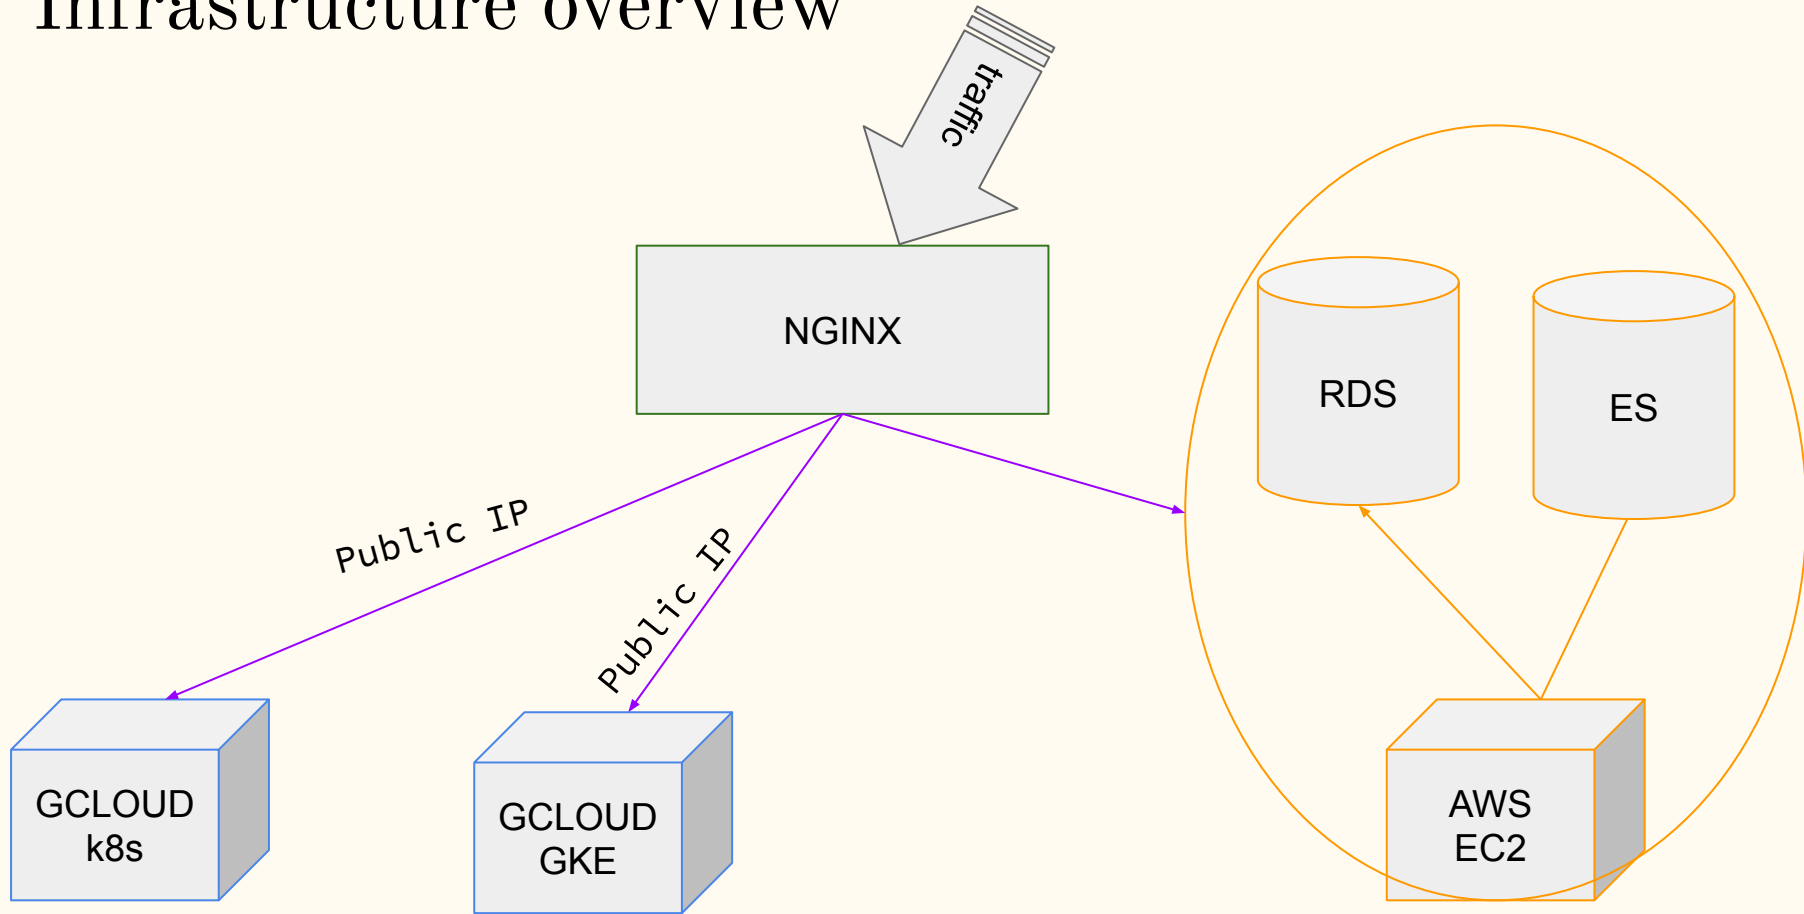 Infrastructure overview
traffic
NGINX
RDS
ES
Public IP
Public IP
GCLOUD
k8s
GCLOUD
GKE
AWS
EC2